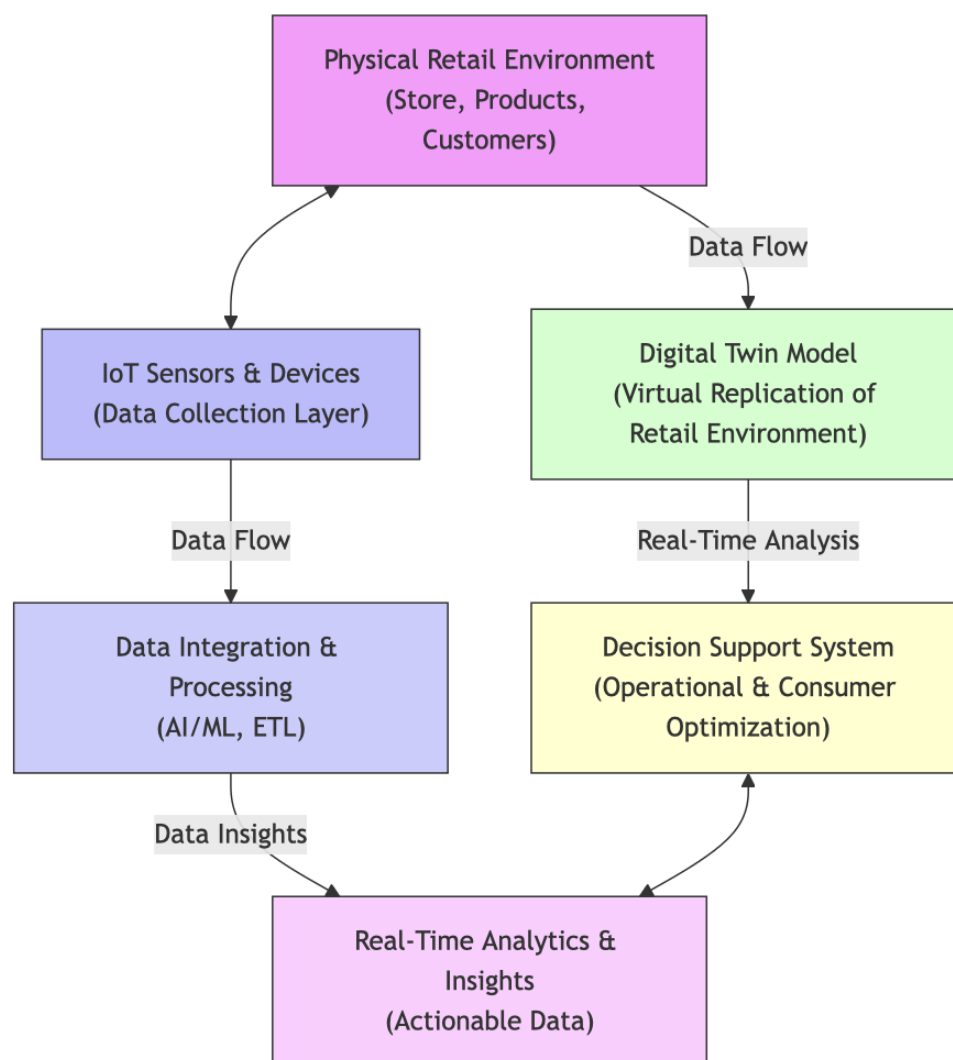 Physical Retail Environment
(Store, Products,
Customers)
Data Flow
IoT Sensors & Devices
(Data Collection Layer)
Digital Twin Model
(Virtual Replication of
Retail Environment)
Data Flow
Real-Time Analysis
Data Integration &
Processing
(AI/ML, ETL)
Decision Support System
(Operational & Consumer
Optimization)
Data Insights
Real-Time Analytics &
Insights
(Actionable Data)